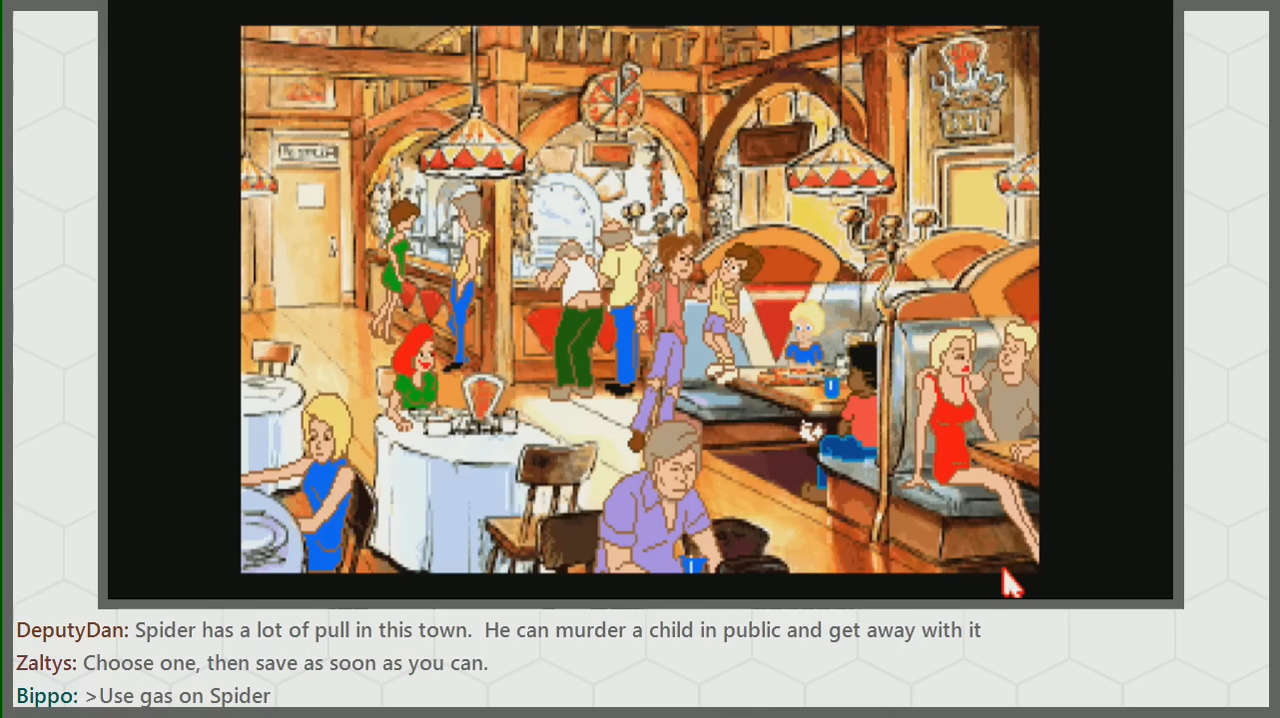 DeputyDan: Spider has a lot of pull in this town.  He can murder a child in public and get away with it
Zaltys: Choose one, then save as soon as you can.
Bippo: >Use gas on Spider